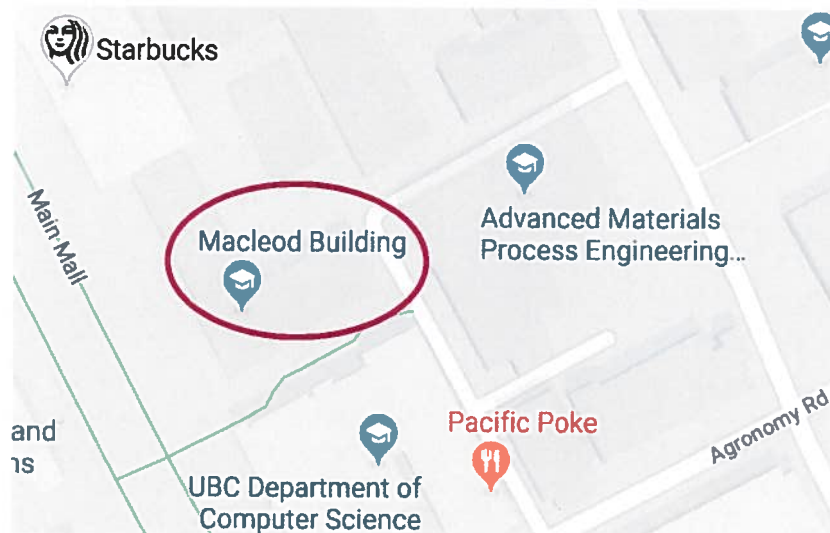 Starbucks
Main Mall
Macleod Building
Advanced Materials
Process Engineering...
and
ns
UBC Department of
Computer Science
Pacific Poke
Agronomy Rd